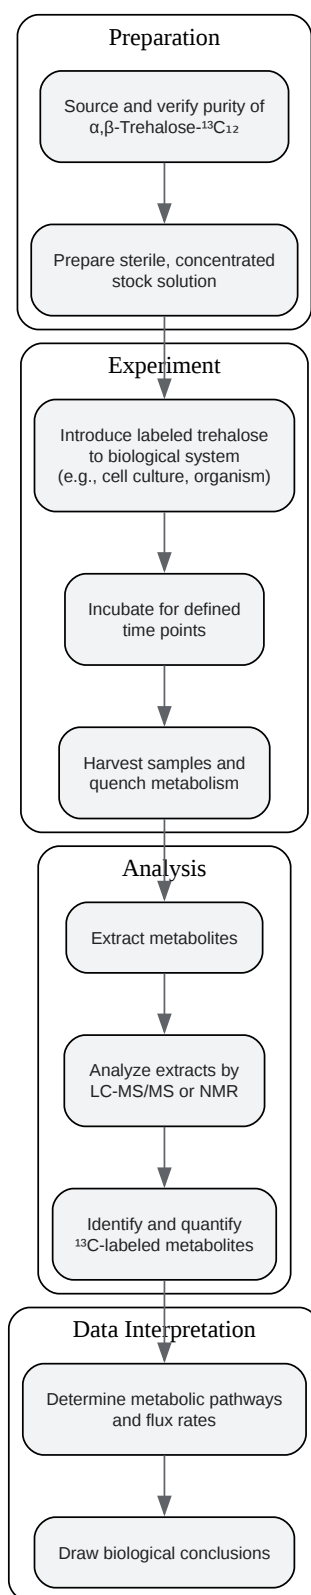 Preparation
Source and verify purity of
α,β-Trehalose-¹³C₁₂
Prepare sterile, concentrated
stock solution
Experiment
Introduce labeled trehalose
to biological system
(e.g., cell culture, organism)
Incubate for defined
time points
Harvest samples and
quench metabolism
Analysis
Extract metabolites
Analyze extracts by
LC-MS/MS or NMR
Identify and quantify
¹³C-labeled metabolites
Data Interpretation
Determine metabolic pathways
and flux rates
Draw biological conclusions